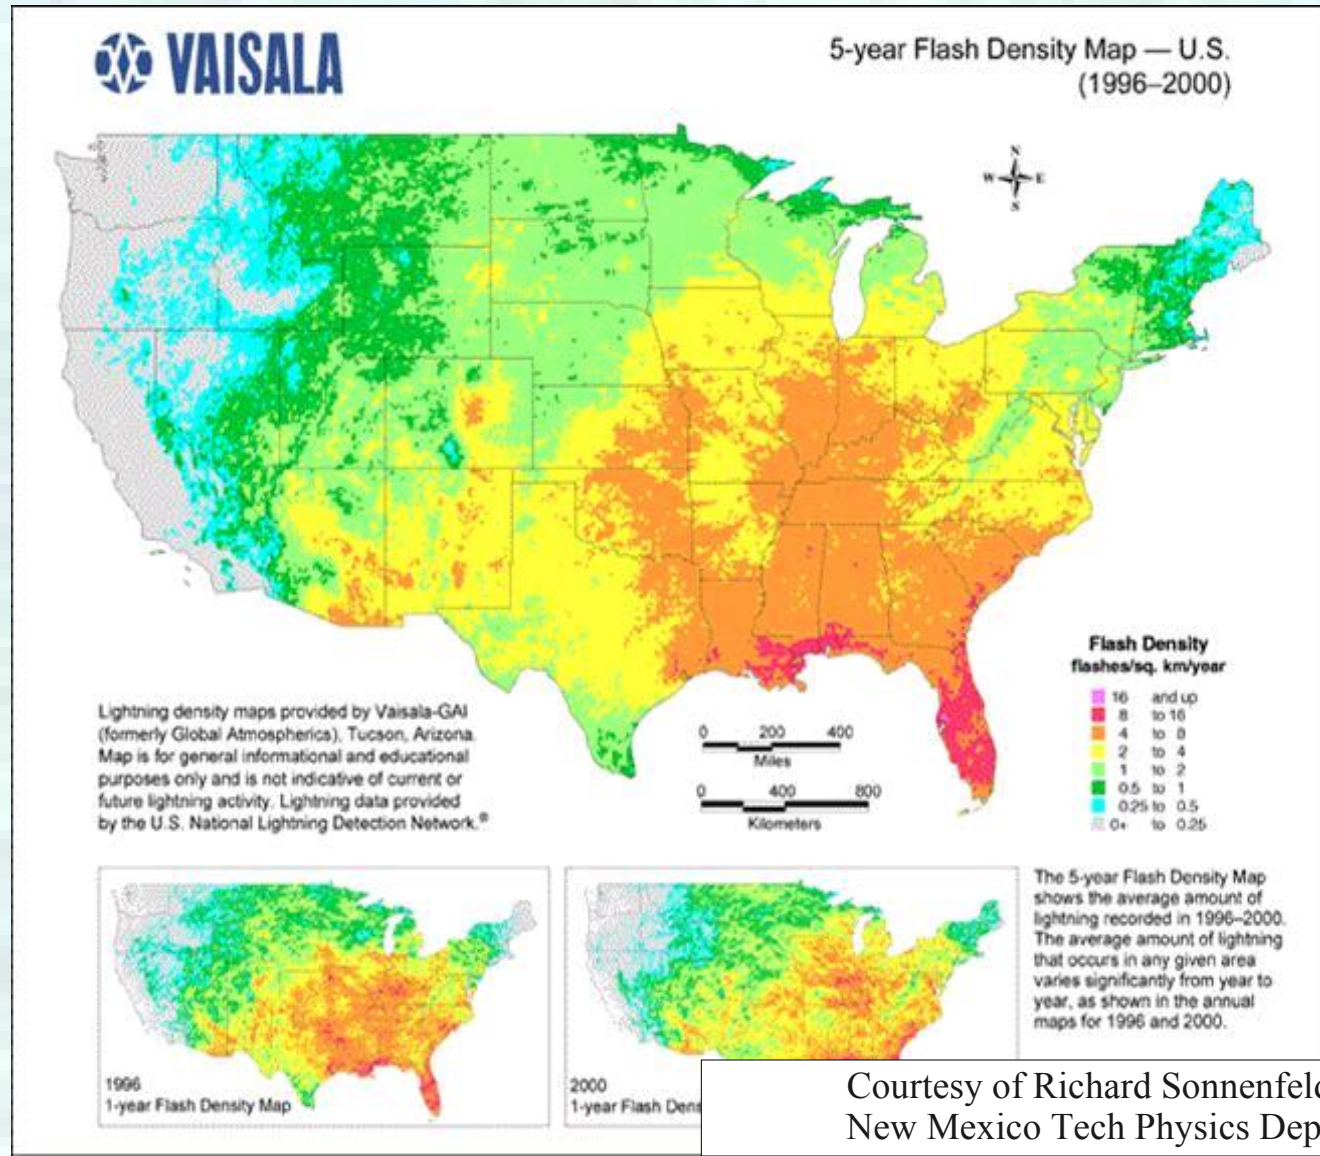 VAISALA
5-year Flash Density Map — U.S.
(1996–2000)
N
W E
S
Flash Density
flashes/sq. km/year
16 and up
8 to 16
4 to 8
2 to 4
1 to 2
0.5 to 1
0.25 to 0.5
0+ to 0.25
0 200 400
Miles
0 400 800
Kilometers
Lightning density maps provided by Vaisala-GAI
(formerly Global Atmospherics), Tucson, Arizona.
Map is for general informational and educational
purposes only and is not indicative of current or
future lightning activity. Lightning data provided
by the U.S. National Lightning Detection Network.®
1996
1-year Flash Density Map
2000
1-year Flash Dens
The 5-year Flash Density Map
shows the average amount of
lightning recorded in 1996–2000.
The average amount of lightning
that occurs in any given area
varies significantly from year to
year, as shown in the annual
maps for 1996 and 2000.
Courtesy of Richard Sonnenfeld
New Mexico Tech Physics Dep